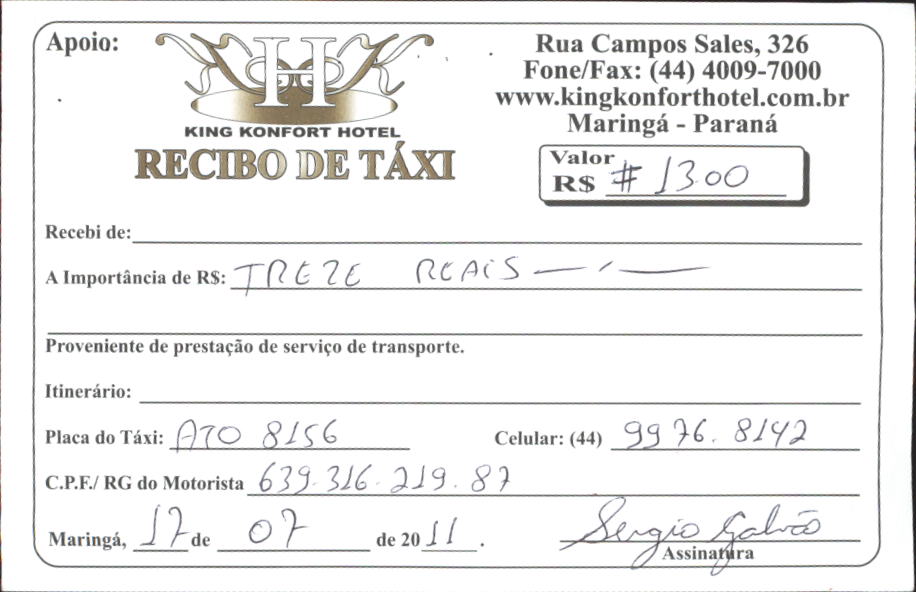 Apoio:
H
KING KONFORT HOTEL
RECIBO DE TÁXI
Rua Campos Sales, 326
Fone/Fax: (44) 4009-7000
www.kingkonforthotel.com.br
Maringá - Paraná
Valor
R$ # 13.00
Recebi de:
A Importância de R$: TREZE REAIS
Proveniente de prestação de serviço de transporte.
Itinerário:
Placa do Táxi: ATO 8156 Celular: (44) 9976.8142
C.P.F./ RG do Motorista 639.316.219.87
Maringá, 17 de 07 de 2011.
Sergio Galvão
Assinatura